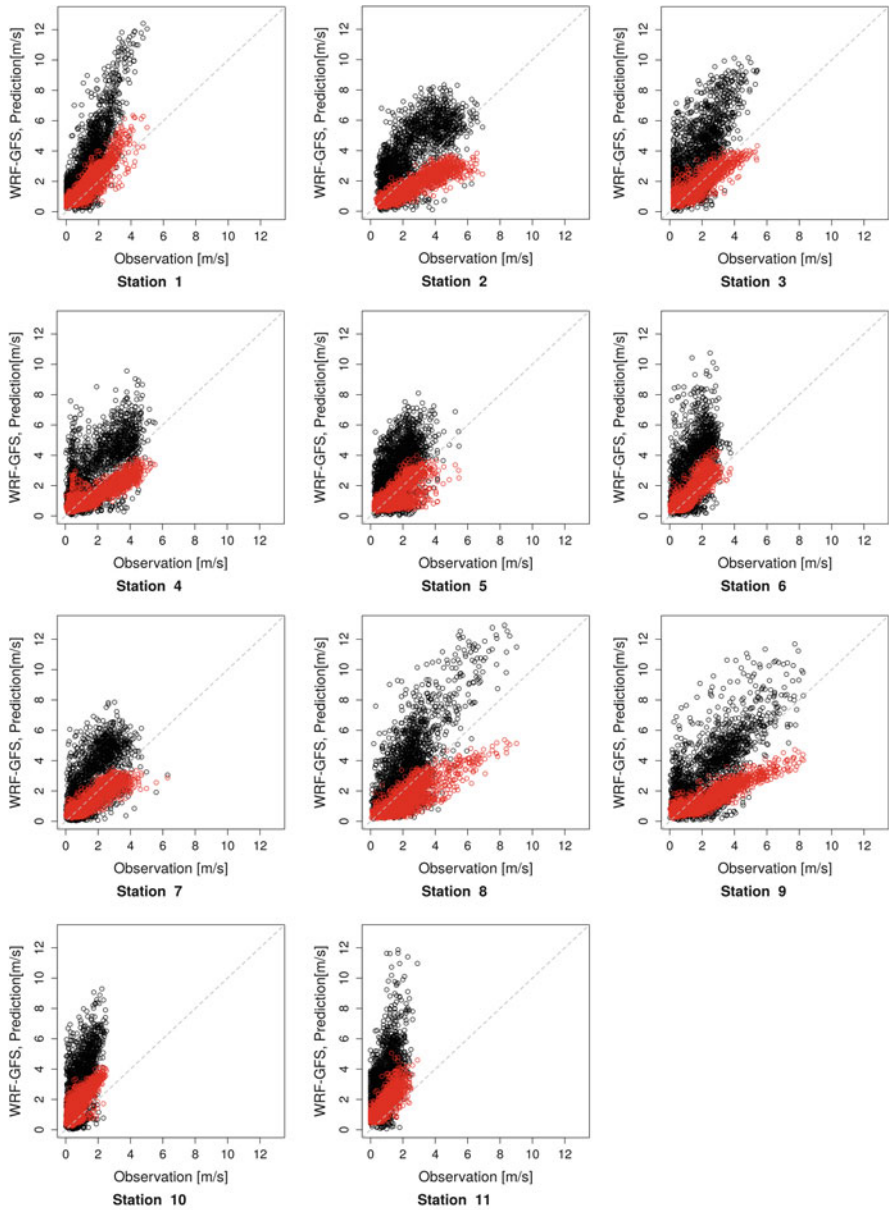 WRF-GFS, Prediction[m/s]
0 2 4 6 8 10 12
0 2 4 6 8 10 12
Observation [m/s]
Station 1
WRF-GFS, Prediction[m/s]
0 2 4 6 8 10 12
0 2 4 6 8 10 12
Observation [m/s]
Station 2
WRF-GFS, Prediction[m/s]
0 2 4 6 8 10 12
0 2 4 6 8 10 12
Observation [m/s]
Station 3
WRF-GFS, Prediction[m/s]
0 2 4 6 8 10 12
0 2 4 6 8 10 12
Observation [m/s]
Station 4
WRF-GFS, Prediction[m/s]
0 2 4 6 8 10 12
0 2 4 6 8 10 12
Observation [m/s]
Station 5
WRF-GFS, Prediction[m/s]
0 2 4 6 8 10 12
0 2 4 6 8 10 12
Observation [m/s]
Station 6
WRF-GFS, Prediction[m/s]
0 2 4 6 8 10 12
0 2 4 6 8 10 12
Observation [m/s]
Station 7
WRF-GFS, Prediction[m/s]
0 2 4 6 8 10 12
0 2 4 6 8 10 12
Observation [m/s]
Station 8
WRF-GFS, Prediction[m/s]
0 2 4 6 8 10 12
0 2 4 6 8 10 12
Observation [m/s]
Station 9
WRF-GFS, Prediction[m/s]
0 2 4 6 8 10 12
0 2 4 6 8 10 12
Observation [m/s]
Station 10
WRF-GFS, Prediction[m/s]
0 2 4 6 8 10 12
0 2 4 6 8 10 12
Observation [m/s]
Station 11